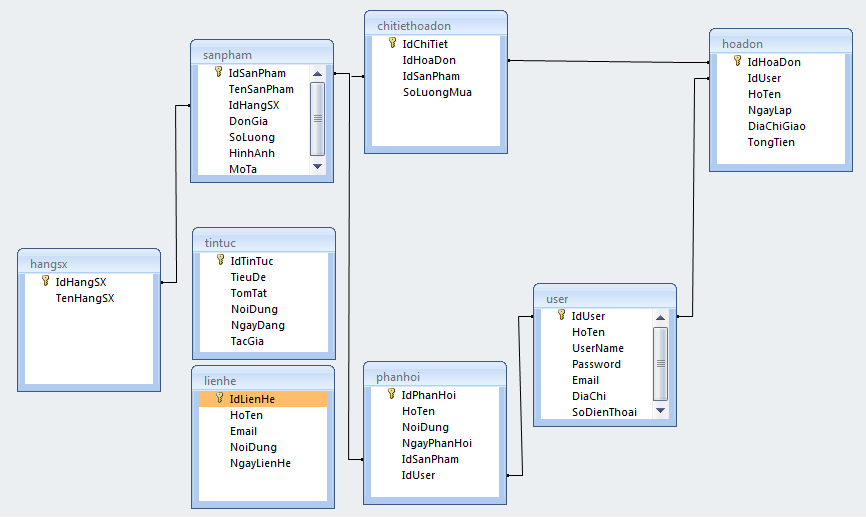 sanpham
IdSanPham
TenSanPham
IdHangSX
DonGia
SoLuong
HinhAnh
MoTa
chitiethoadon
IdChiTiet
IdHoaDon
IdSanPham
SoLuongMua
hoadon
IdHoaDon
IdUser
HoTen
NgayLap
DiaChiGiao
TongTien
hangsx
IdHangSX
TenHangSX
tintuc
IdTinTuc
TieuDe
TomTat
NoiDung
NgayDang
TacGia
user
IdUser
HoTen
UserName
Password
Email
DiaChi
SoDienThoai
lienhe
IdLienHe
HoTen
Email
NoiDung
NgayLienHe
phanhoi
IdPhanHoi
HoTen
NoiDung
NgayPhanHoi
IdSanPham
IdUser